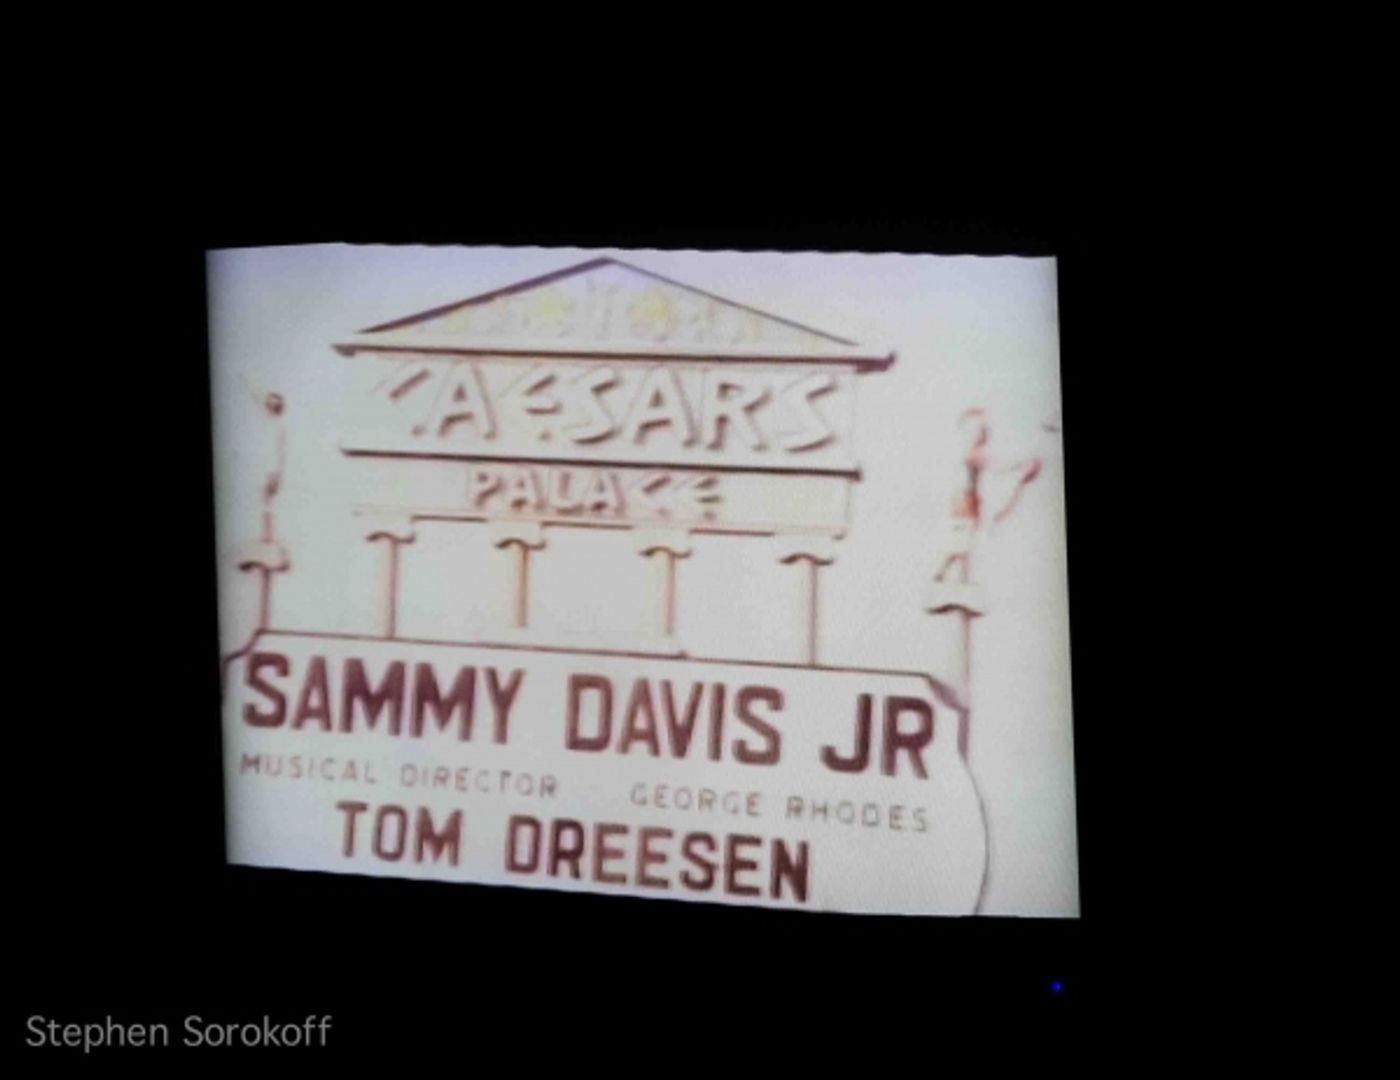 CAESARS
PALACE
SAMMY DAVIS JR
MUSICAL DIRECTOR GEORGE RHODES
TOM DREESEN
Stephen Sorokoff